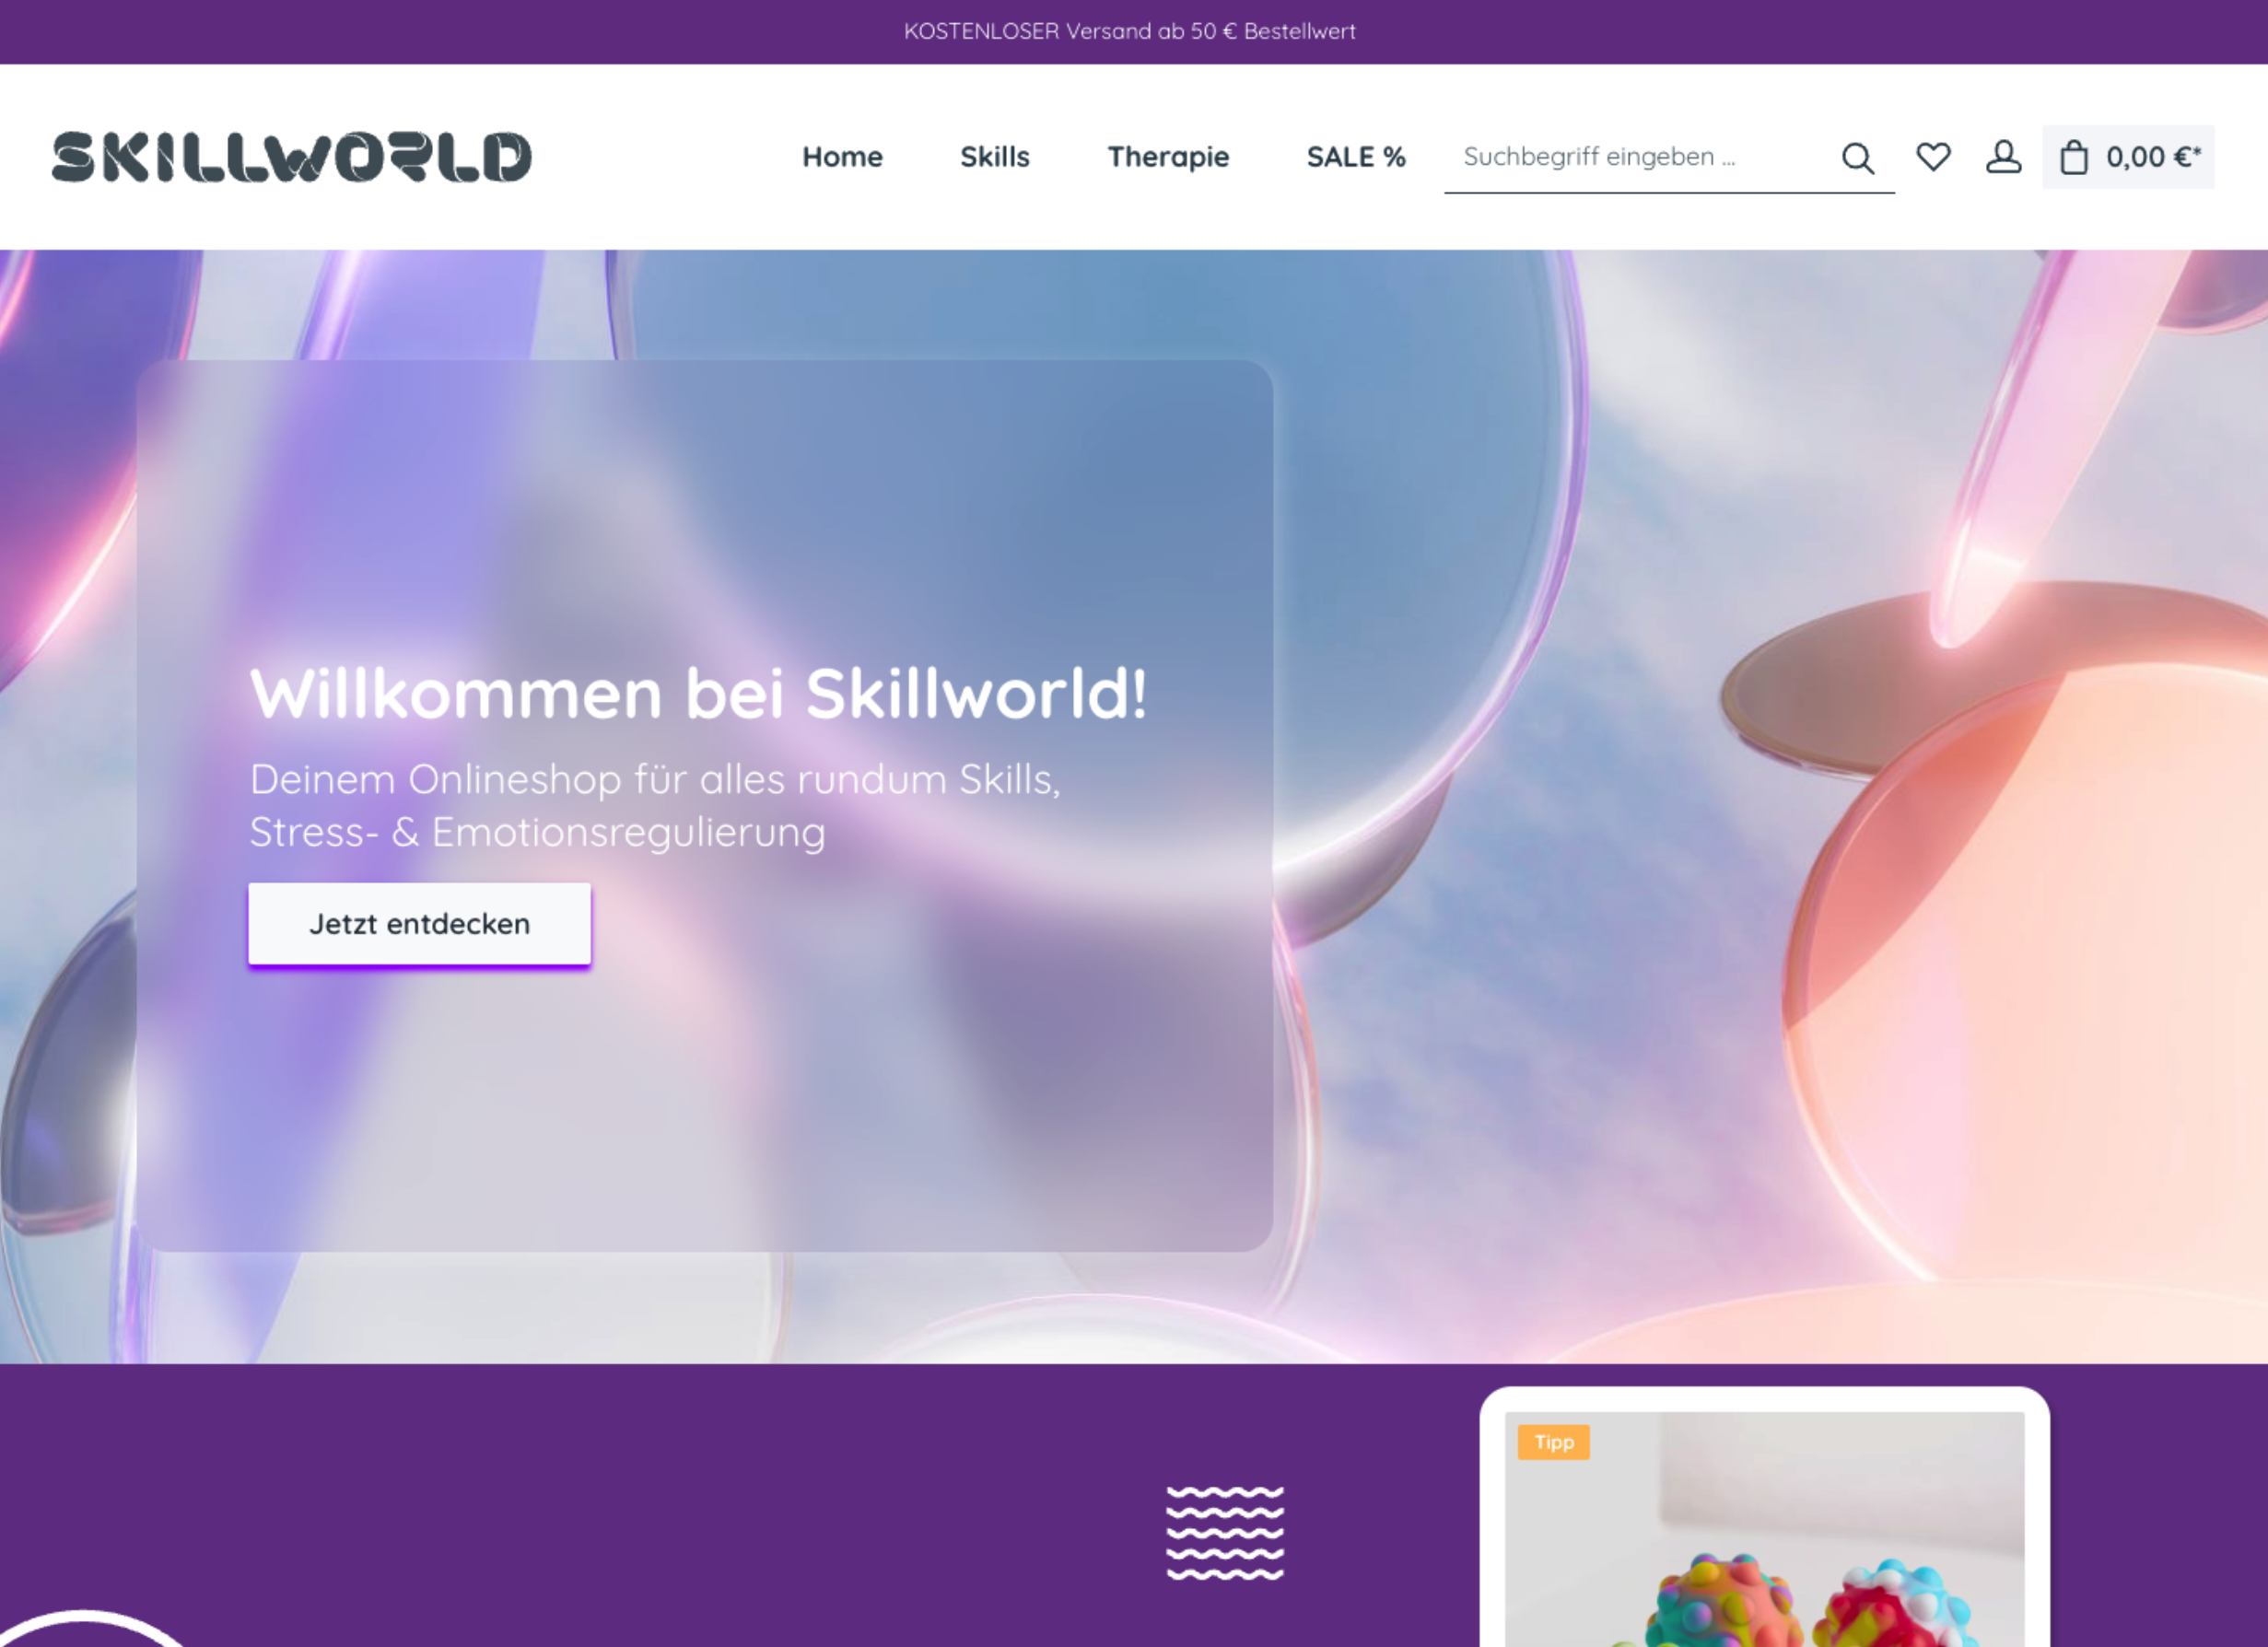 KOSTENLOSER Versand ab 50 € Bestellwert
SKILLWORLD
Home
Skills
Therapie
SALE %
Suchbegriff eingeben ...
0,00 €*
Willkommen bei Skillworld!
Deinem Onlineshop für alles rundum Skills,
Stress- & Emotionsregulierung
Jetzt entdecken
Tipp